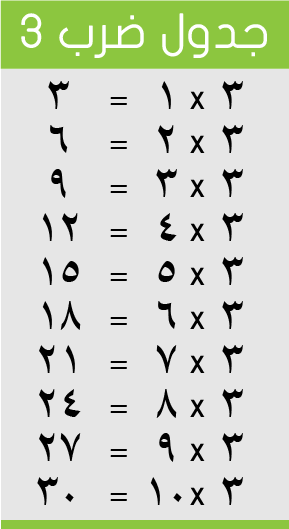 جدول ضرب 3
٣ x ١ = ٣
٣ x ٢ = ٦
٣ x ٣ = ٩
٣ x ٤ = ١٢
٣ x ٥ = ١٥
٣ x ٦ = ١٨
٣ x ٧ = ٢١
٣ x ٨ = ٢٤
٣ x ٩ = ٢٧
٣ x ١٠ = ٣٠